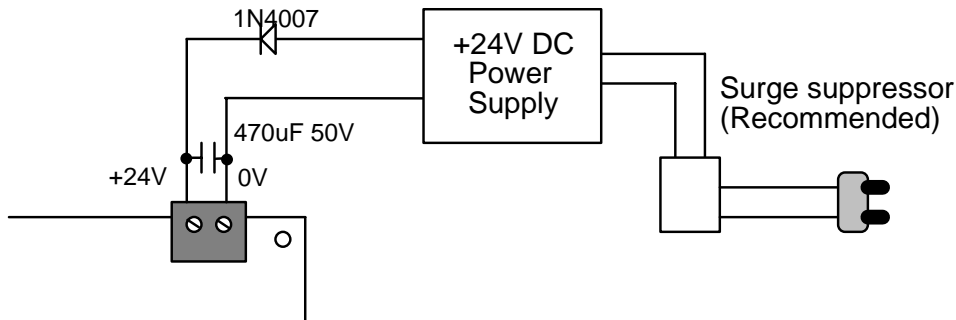 1N4007
+24V DC
Power
Supply
Surge suppressor
(Recommended)
470uF 50V
+24V
0V